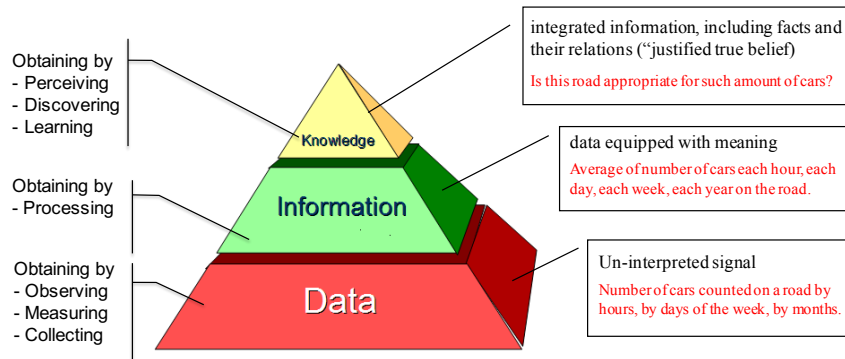 Obtaining by
- Perceiving
- Discovering
- Learning
Obtaining by
- Processing
Obtaining by
- Observing
- Measuring
- Collecting
Knowledge
Information
Data
integrated information, including facts and
their relations (“justified true belief)
Is this road appropriate for such amount of cars?
data equipped with meaning
Average of number of cars each hour, each
day, each week, each year on the road.
Un-interpreted signal
Number of cars counted on a road by
hours, by days of the week, by months.